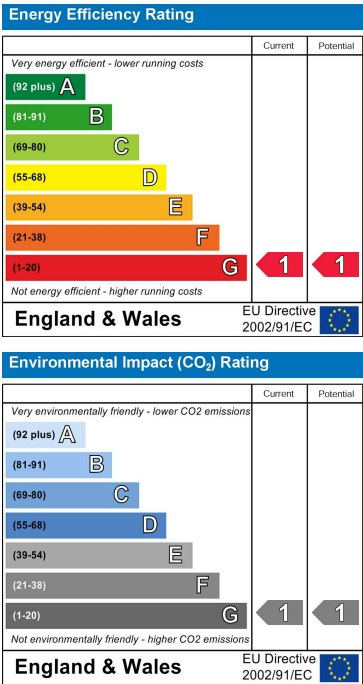 Energy Efficiency Rating
Current Potential
Very energy efficient - lower running costs
(92 plus) A
(81-91) B
(69-80) C
(55-68) D
(39-54) E
(21-38) F
(1-20) G 1 1
Not energy efficient - higher running costs
England & Wales EU Directive
2002/91/EC
Environmental Impact (CO₂) Rating
Current Potential
Very environmentally friendly - lower CO2 emissions
(92 plus) A
(81-91) B
(69-80) C
(55-68) D
(39-54) E
(21-38) F
(1-20) G 1 1
Not environmentally friendly - higher CO2 emissions
England & Wales EU Directive
2002/91/EC